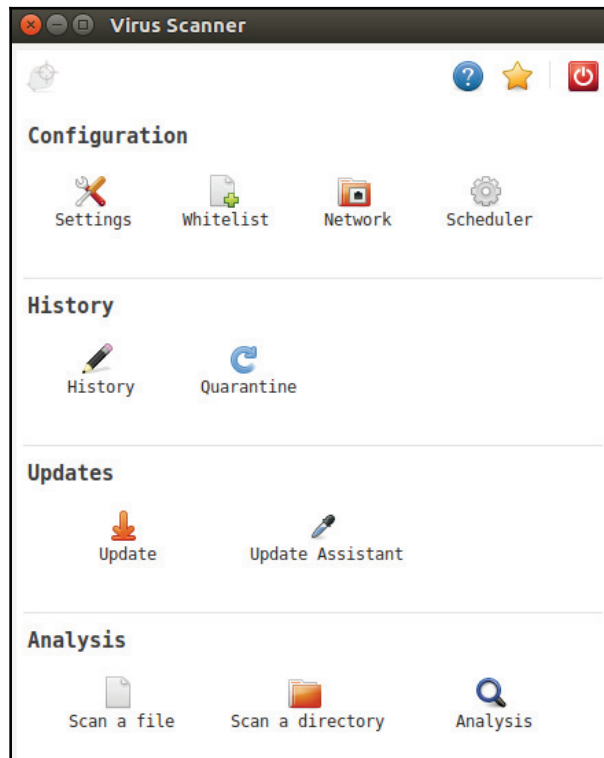 Virus Scanner
Configuration
Settings Whitelist Network Scheduler
History
History Quarantine
Updates
Update Update Assistant
Analysis
Scan a file Scan a directory Analysis